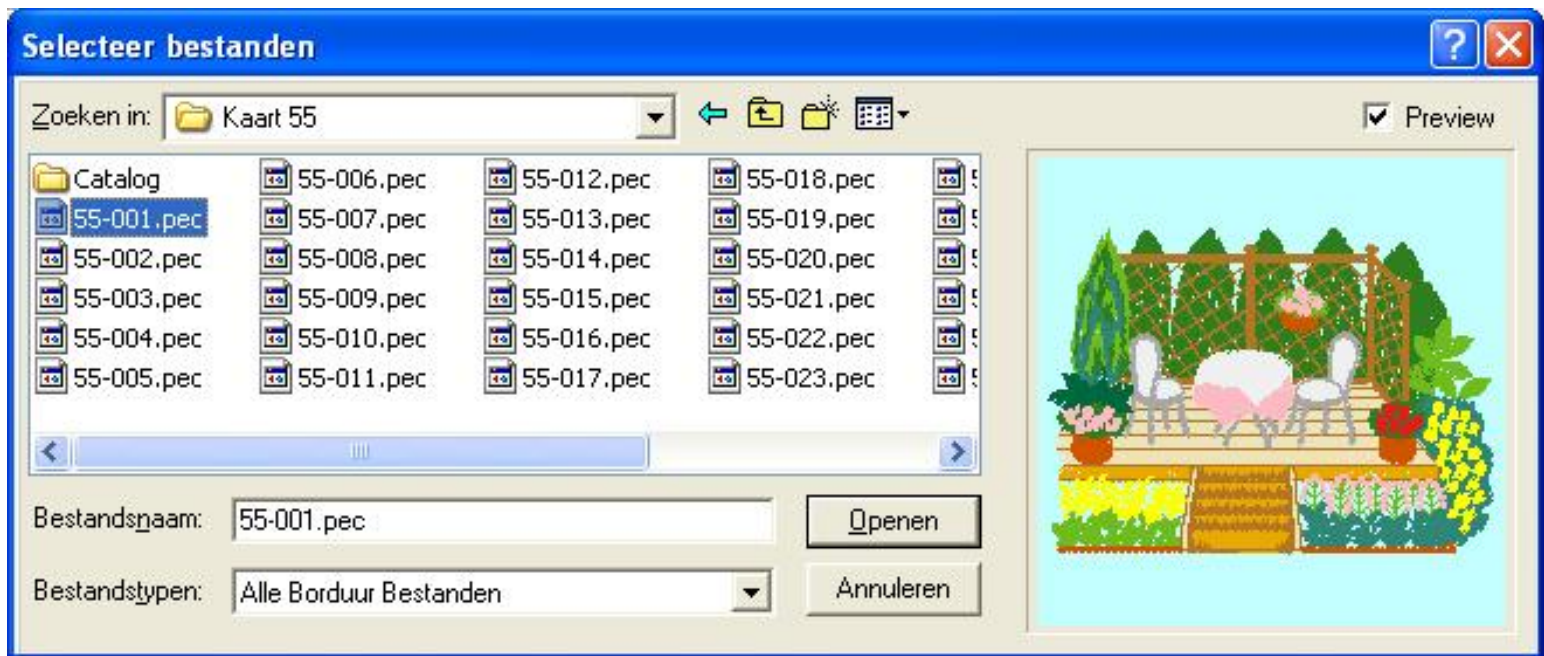 Selecteer bestanden
Zoeken in: Kaart 55 Preview
Catalog 55-006.pec 55-012.pec 55-018.pec
55-001.pec 55-007.pec 55-013.pec 55-019.pec
55-002.pec 55-008.pec 55-014.pec 55-020.pec
55-003.pec 55-009.pec 55-015.pec 55-021.pec
55-004.pec 55-010.pec 55-016.pec 55-022.pec
55-005.pec 55-011.pec 55-017.pec 55-023.pec
Bestandsnaam: 55-001.pec Openen
Bestandstypen: Alle Borduur Bestanden Annuleren